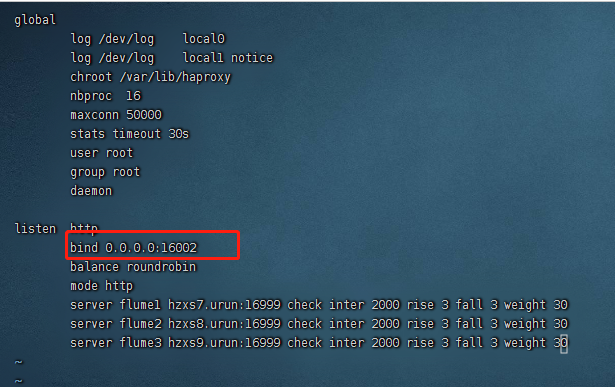 global
log /dev/log local0
log /dev/log local1 notice
chroot /var/lib/haproxy
nbproc 16
maxconn 50000
stats timeout 30s
user root
group root
daemon
listen http
bind 0.0.0.0:16002
balance roundrobin
mode http
server flume1 hzxs7.urun:16999 check inter 2000 rise 3 fall 3 weight 30
server flume2 hzxs8.urun:16999 check inter 2000 rise 3 fall 3 weight 30
server flume3 hzxs9.urun:16999 check inter 2000 rise 3 fall 3 weight 30
~
~